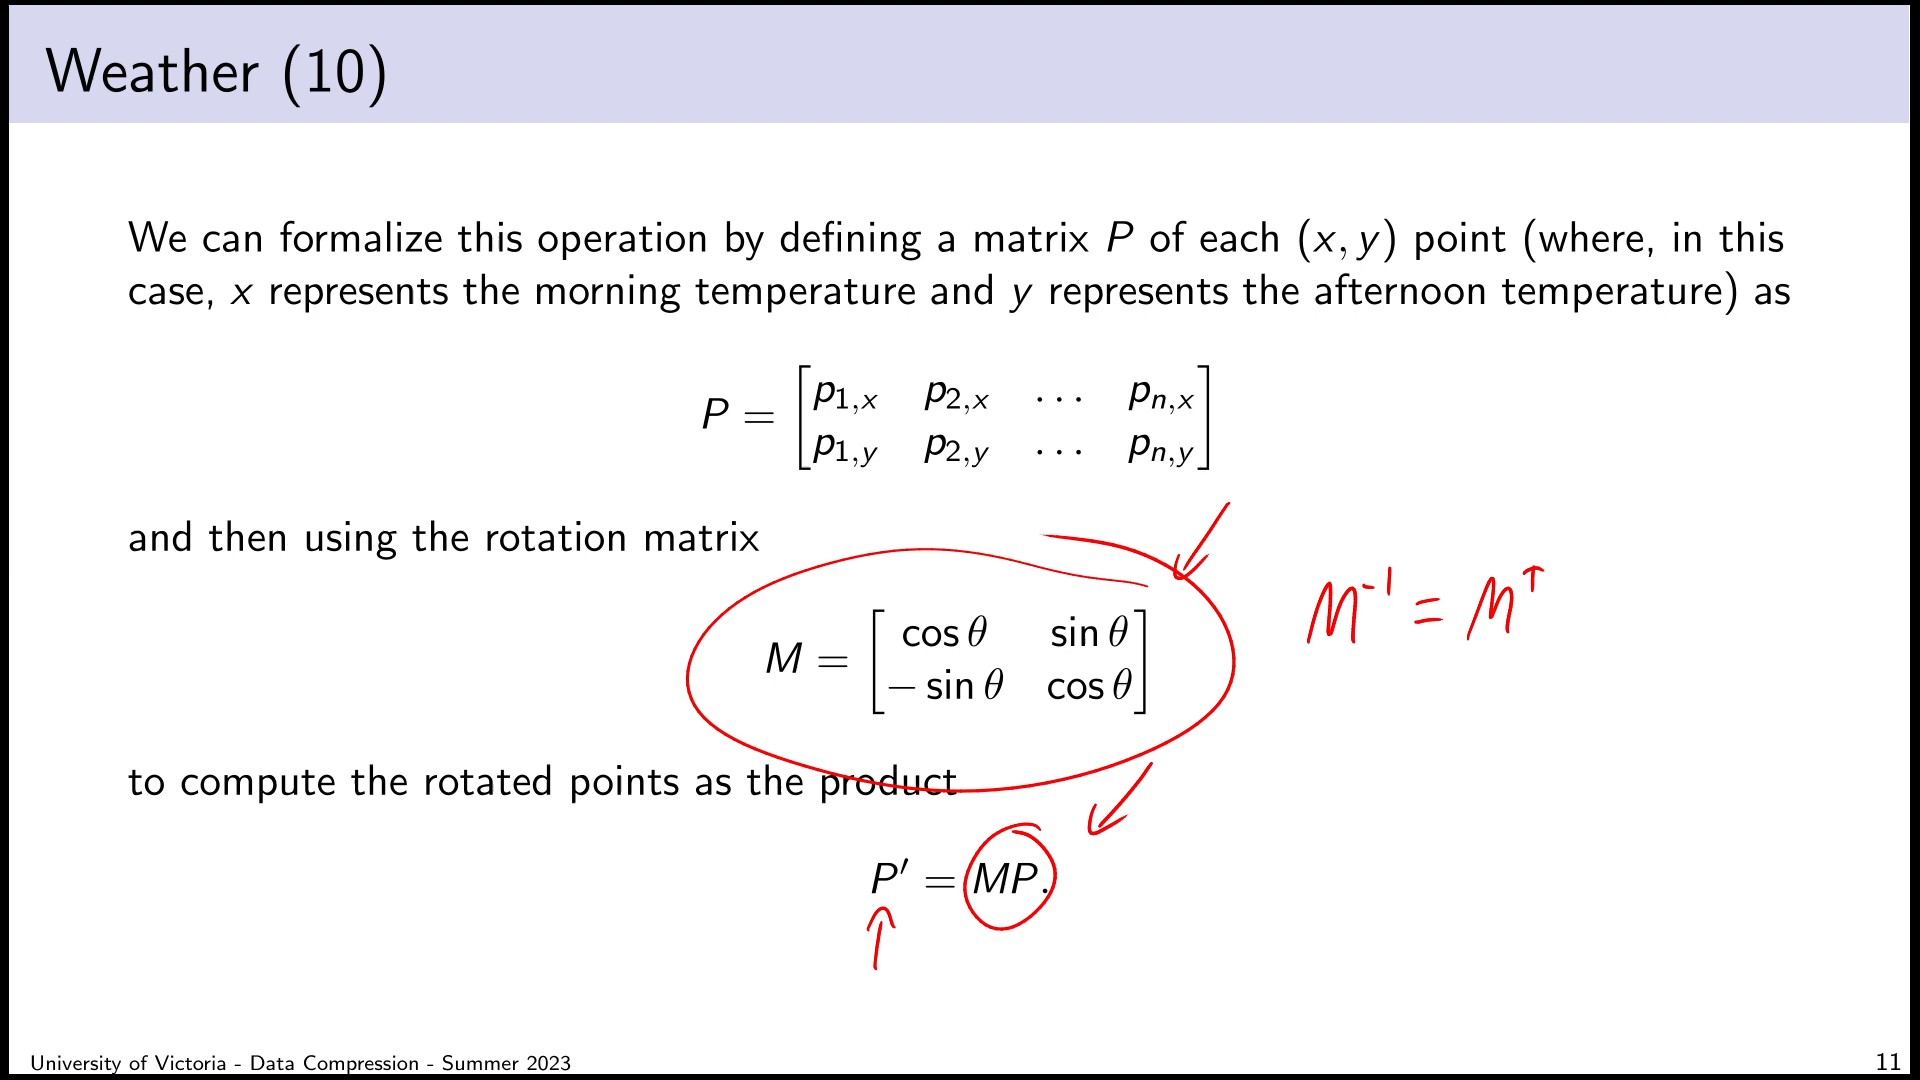 Weather (10)
We can formalize this operation by defining a matrix P of each (x, y) point (where, in this
case, x represents the morning temperature and y represents the afternoon temperature) as
P = [p₁,ₓ p₂,ₓ … pₙ,ₓ
p₁,y p₂,y … pₙ,y]
and then using the rotation matrix
M = [cos θ sin θ
− sin θ cos θ]
M⁻¹ = Mᵀ
to compute the rotated points as the product
P′ = MP.
University of Victoria - Data Compression - Summer 2023
11